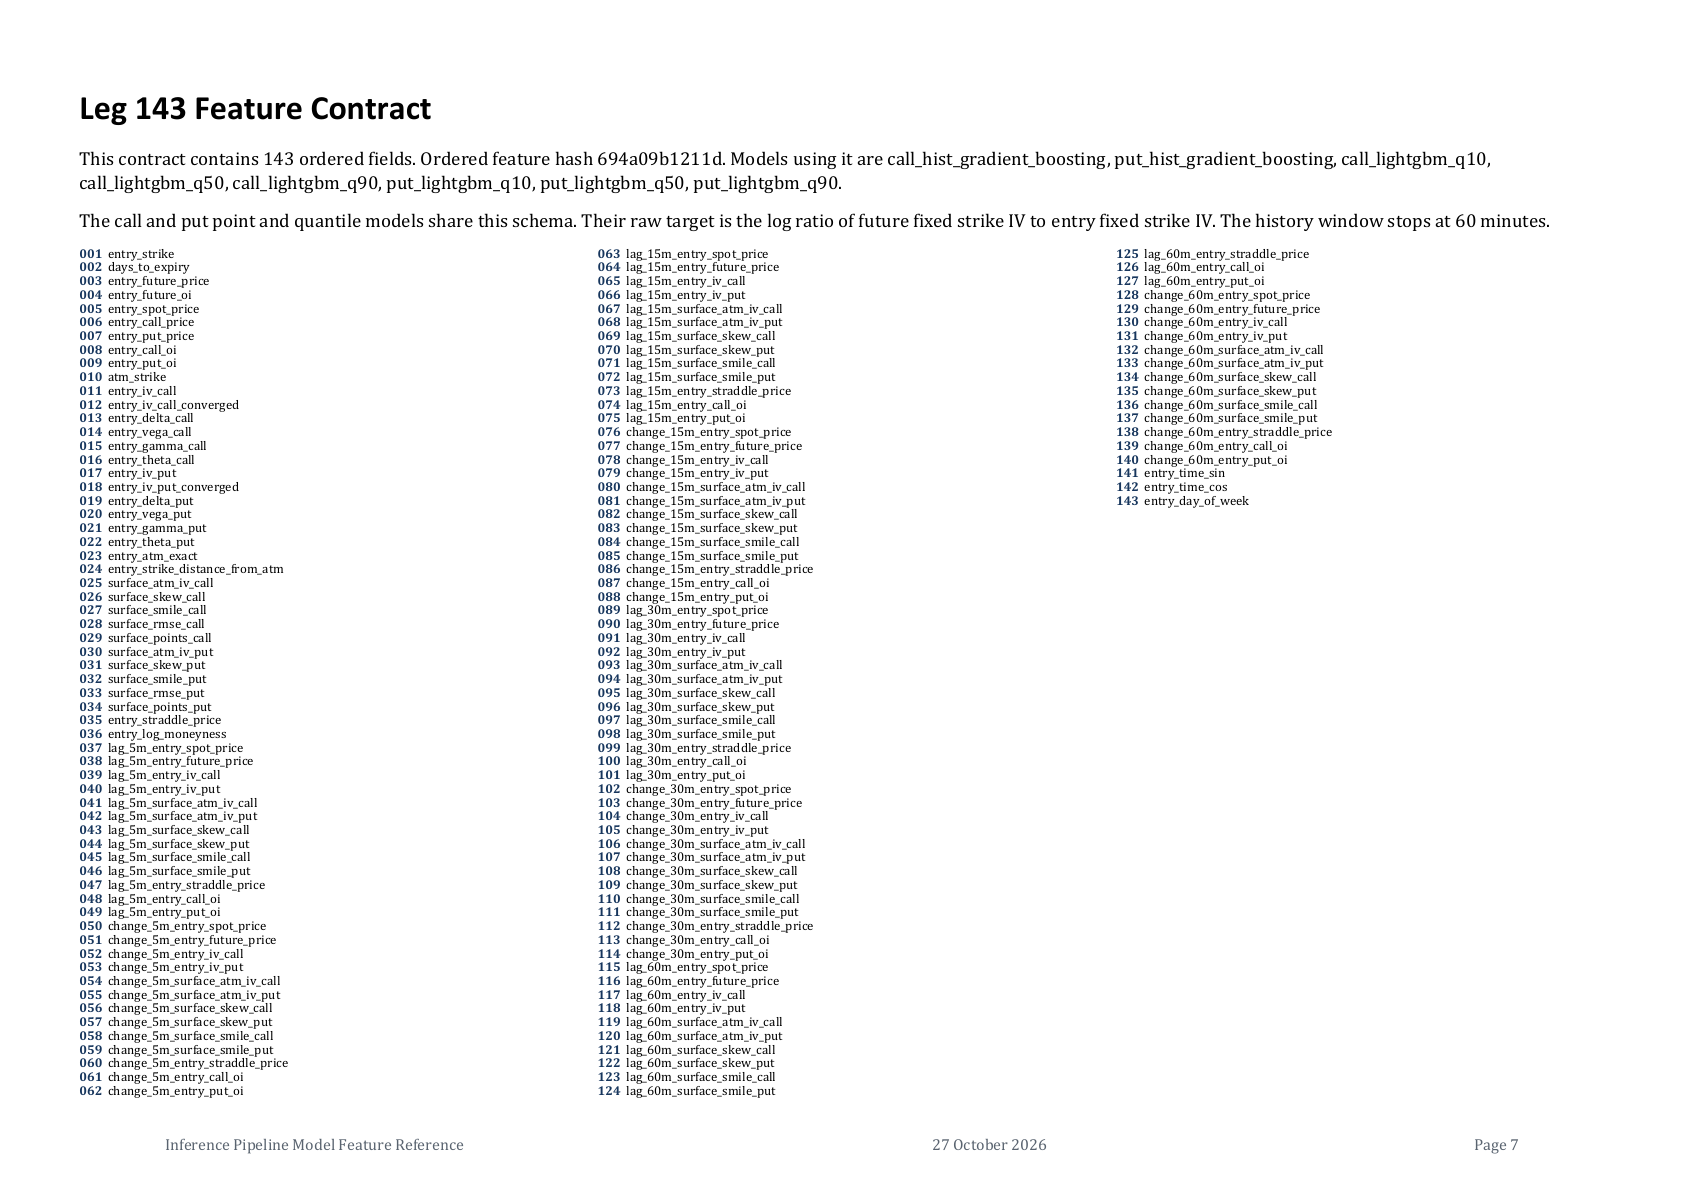 Leg 143 Feature Contract
This contract contains 143 ordered fields. Ordered feature hash 694a09b1211d. Models using it are call_hist_gradient_boosting, put_hist_gradient_boosting, call_lightgbm_q10,
call_lightgbm_q50, call_lightgbm_q90, put_lightgbm_q10, put_lightgbm_q50, put_lightgbm_q90.
The call and put point and quantile models share this schema. Their raw target is the log ratio of future fixed strike IV to entry fixed strike IV. The history window stops at 60 minutes.
001 entry_strike
002 days_to_expiry
003 entry_future_price
004 entry_future_oi
005 entry_spot_price
006 entry_call_price
007 entry_put_price
008 entry_call_oi
009 entry_put_oi
010 atm_strike
011 entry_iv_call
012 entry_iv_call_converged
013 entry_delta_call
014 entry_vega_call
015 entry_gamma_call
016 entry_theta_call
017 entry_iv_put
018 entry_iv_put_converged
019 entry_delta_put
020 entry_vega_put
021 entry_gamma_put
022 entry_theta_put
023 entry_atm_exact
024 entry_strike_distance_from_atm
025 surface_atm_iv_call
026 surface_skew_call
027 surface_smile_call
028 surface_rmse_call
029 surface_points_call
030 surface_atm_iv_put
031 surface_skew_put
032 surface_smile_put
033 surface_rmse_put
034 surface_points_put
035 entry_straddle_price
036 entry_log_moneyness
037 lag_5m_entry_spot_price
038 lag_5m_entry_future_price
039 lag_5m_entry_iv_call
040 lag_5m_entry_iv_put
041 lag_5m_surface_atm_iv_call
042 lag_5m_surface_atm_iv_put
043 lag_5m_surface_skew_call
044 lag_5m_surface_skew_put
045 lag_5m_surface_smile_call
046 lag_5m_surface_smile_put
047 lag_5m_entry_straddle_price
048 lag_5m_entry_call_oi
049 lag_5m_entry_put_oi
050 change_5m_entry_spot_price
051 change_5m_entry_future_price
052 change_5m_entry_iv_call
053 change_5m_entry_iv_put
054 change_5m_surface_atm_iv_call
055 change_5m_surface_atm_iv_put
056 change_5m_surface_skew_call
057 change_5m_surface_skew_put
058 change_5m_surface_smile_call
059 change_5m_surface_smile_put
060 change_5m_entry_straddle_price
061 change_5m_entry_call_oi
062 change_5m_entry_put_oi
063 lag_15m_entry_spot_price
064 lag_15m_entry_future_price
065 lag_15m_entry_iv_call
066 lag_15m_entry_iv_put
067 lag_15m_surface_atm_iv_call
068 lag_15m_surface_atm_iv_put
069 lag_15m_surface_skew_call
070 lag_15m_surface_skew_put
071 lag_15m_surface_smile_call
072 lag_15m_surface_smile_put
073 lag_15m_entry_straddle_price
074 lag_15m_entry_call_oi
075 lag_15m_entry_put_oi
076 change_15m_entry_spot_price
077 change_15m_entry_future_price
078 change_15m_entry_iv_call
079 change_15m_entry_iv_put
080 change_15m_surface_atm_iv_call
081 change_15m_surface_atm_iv_put
082 change_15m_surface_skew_call
083 change_15m_surface_skew_put
084 change_15m_surface_smile_call
085 change_15m_surface_smile_put
086 change_15m_entry_straddle_price
087 change_15m_entry_call_oi
088 change_15m_entry_put_oi
089 lag_30m_entry_spot_price
090 lag_30m_entry_future_price
091 lag_30m_entry_iv_call
092 lag_30m_entry_iv_put
093 lag_30m_surface_atm_iv_call
094 lag_30m_surface_atm_iv_put
095 lag_30m_surface_skew_call
096 lag_30m_surface_skew_put
097 lag_30m_surface_smile_call
098 lag_30m_surface_smile_put
099 lag_30m_entry_straddle_price
100 lag_30m_entry_call_oi
101 lag_30m_entry_put_oi
102 change_30m_entry_spot_price
103 change_30m_entry_future_price
104 change_30m_entry_iv_call
105 change_30m_entry_iv_put
106 change_30m_surface_atm_iv_call
107 change_30m_surface_atm_iv_put
108 change_30m_surface_skew_call
109 change_30m_surface_skew_put
110 change_30m_surface_smile_call
111 change_30m_surface_smile_put
112 change_30m_entry_straddle_price
113 change_30m_entry_call_oi
114 change_30m_entry_put_oi
115 lag_60m_entry_spot_price
116 lag_60m_entry_future_price
117 lag_60m_entry_iv_call
118 lag_60m_entry_iv_put
119 lag_60m_surface_atm_iv_call
120 lag_60m_surface_atm_iv_put
121 lag_60m_surface_skew_call
122 lag_60m_surface_skew_put
123 lag_60m_surface_smile_call
124 lag_60m_surface_smile_put
125 lag_60m_entry_straddle_price
126 lag_60m_entry_call_oi
127 lag_60m_entry_put_oi
128 change_60m_entry_spot_price
129 change_60m_entry_future_price
130 change_60m_entry_iv_call
131 change_60m_entry_iv_put
132 change_60m_surface_atm_iv_call
133 change_60m_surface_atm_iv_put
134 change_60m_surface_skew_call
135 change_60m_surface_skew_put
136 change_60m_surface_smile_call
137 change_60m_surface_smile_put
138 change_60m_entry_straddle_price
139 change_60m_entry_call_oi
140 change_60m_entry_put_oi
141 entry_time_sin
142 entry_time_cos
143 entry_day_of_week
Inference Pipeline Model Feature Reference
27 October 2026
Page 7